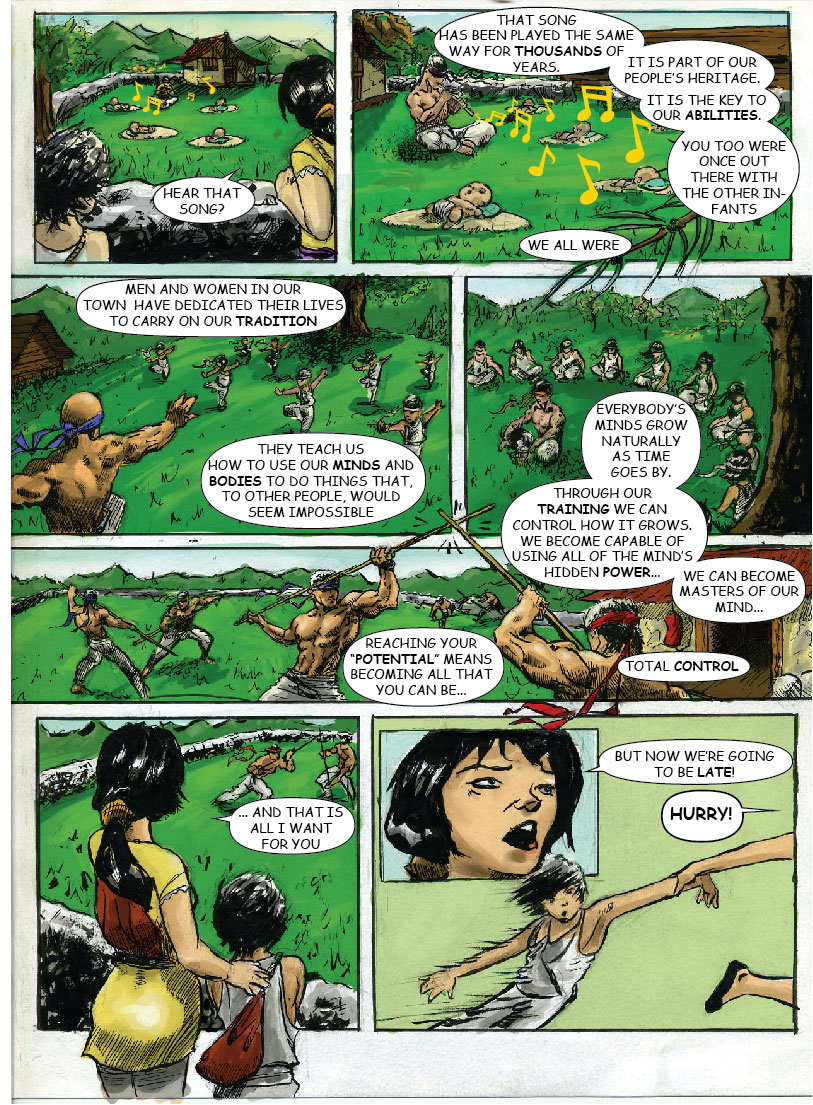 HEAR THAT
SONG?
THAT SONG
HAS BEEN PLAYED THE SAME
WAY FOR THOUSANDS OF
YEARS.
IT IS PART OF OUR
PEOPLE'S HERITAGE.
IT IS THE KEY TO
OUR ABILITIES.
YOU TOO WERE
ONCE OUT
THERE WITH
THE OTHER IN-
FANTS
WE ALL WERE
MEN AND WOMEN IN OUR
TOWN HAVE DEDICATED THEIR LIVES
TO CARRY ON OUR TRADITION
THEY TEACH US
HOW TO USE OUR MINDS AND
BODIES TO DO THINGS THAT,
TO OTHER PEOPLE, WOULD
SEEM IMPOSSIBLE
EVERYBODY'S
MINDS GROW
NATURALLY
AS TIME
GOES BY.
THROUGH OUR
TRAINING WE CAN
CONTROL HOW IT GROWS.
WE BECOME CAPABLE OF
USING ALL OF THE MIND'S
HIDDEN POWER...
WE CAN BECOME
MASTERS OF OUR
MIND...
REACHING YOUR
"POTENTIAL" MEANS
BECOMING ALL THAT
YOU CAN BE...
TOTAL CONTROL
... AND THAT IS
ALL I WANT
FOR YOU
BUT NOW WE'RE GOING
TO BE LATE!
HURRY!